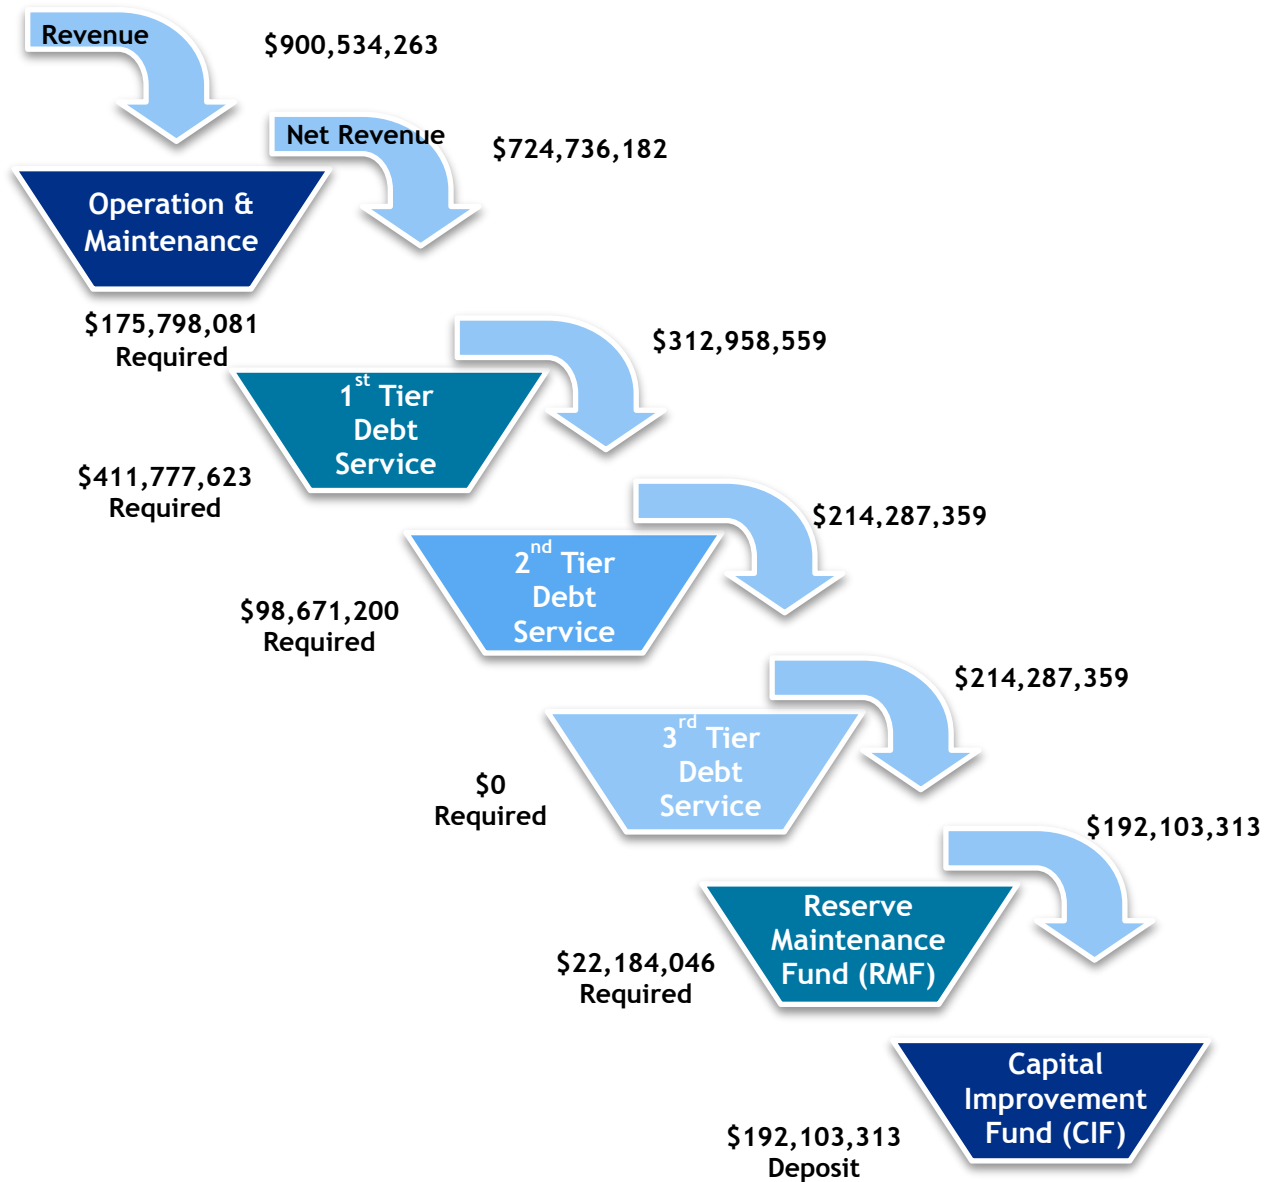 Revenue
$900,534,263
Net Revenue
$724,736,182
Operation &
Maintenance
$175,798,081
Required
$312,958,559
1st Tier
Debt
Service
$411,777,623
Required
$214,287,359
2nd Tier
Debt
Service
$98,671,200
Required
$214,287,359
3rd Tier
Debt
Service
$0
Required
$192,103,313
Reserve
Maintenance
Fund (RMF)
$22,184,046
Required
Capital
Improvement
Fund (CIF)
$192,103,313
Deposit